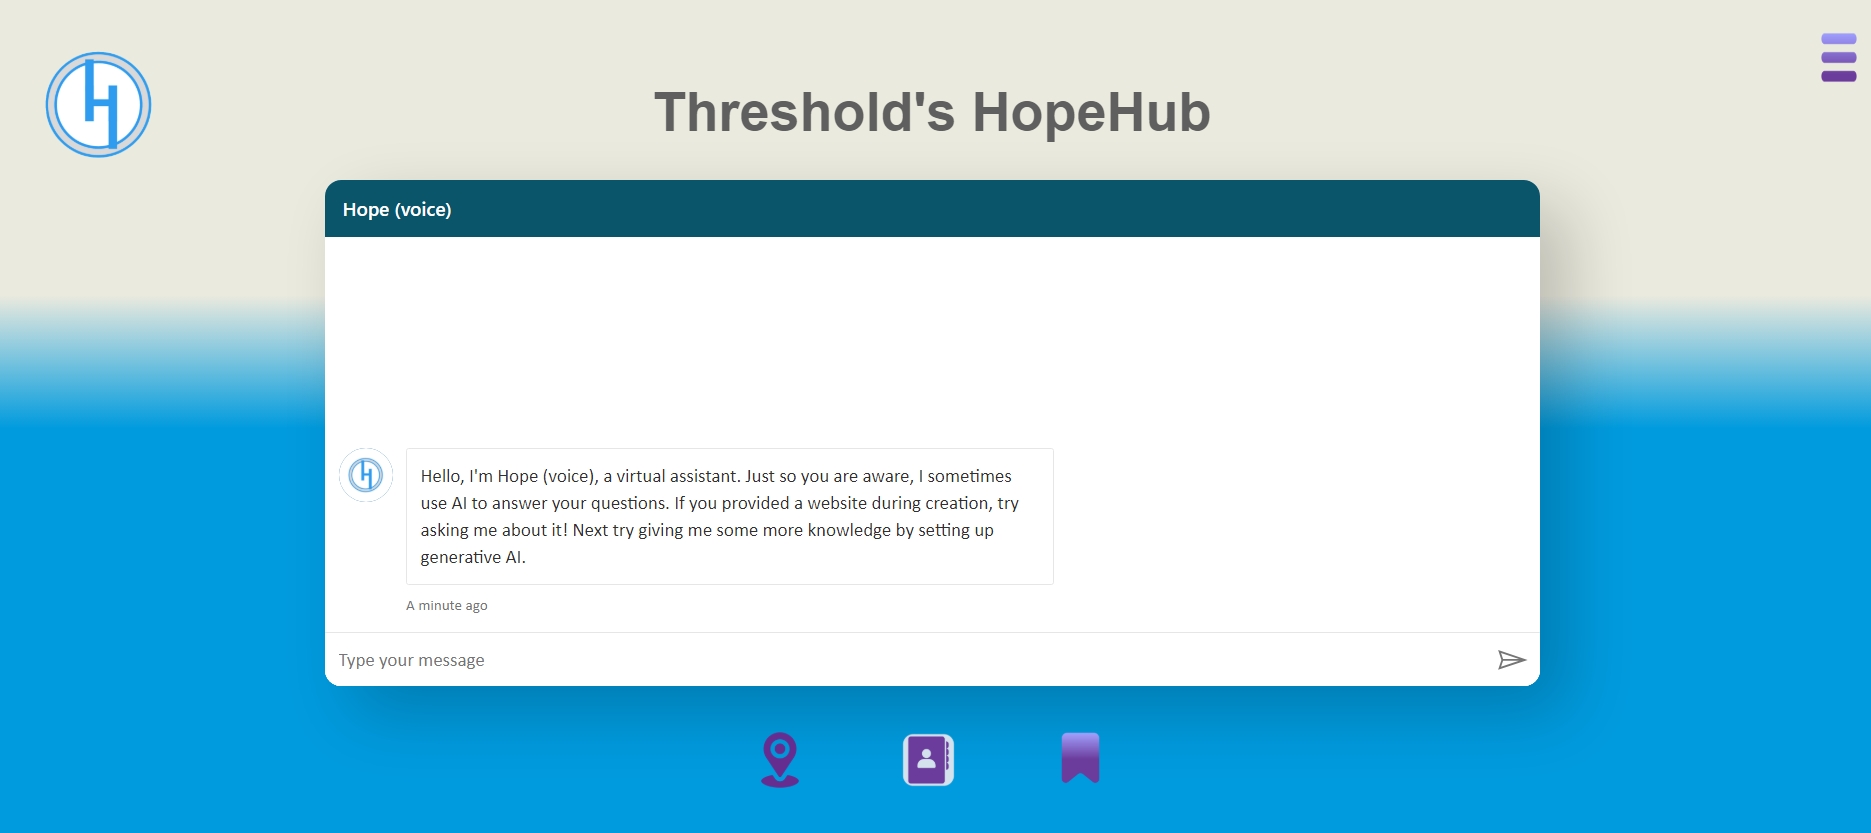 Threshold's HopeHub
Hope (voice)
Hello, I'm Hope (voice), a virtual assistant. Just so you are aware, I sometimes
use AI to answer your questions. If you provided a website during creation, try
asking me about it! Next try giving me some more knowledge by setting up
generative AI.
A minute ago
Type your message